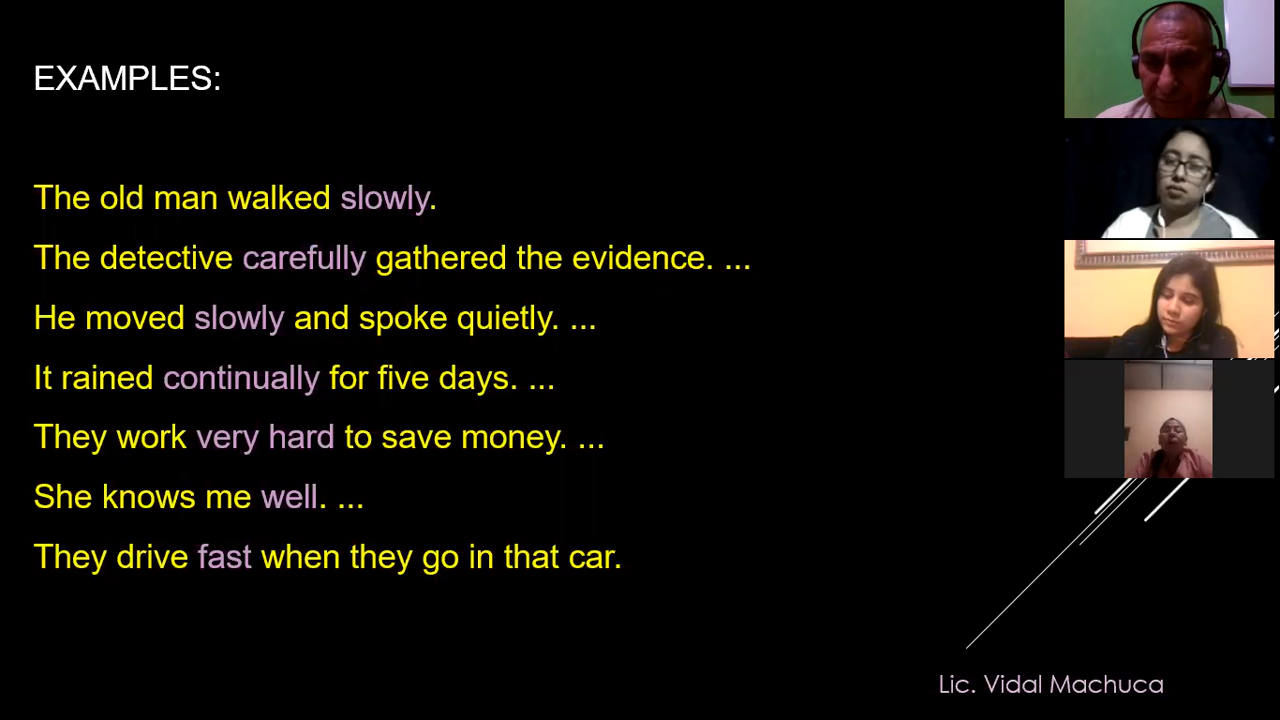 EXAMPLES:
The old man walked slowly.
The detective carefully gathered the evidence. ...
He moved slowly and spoke quietly. ...
It rained continually for five days. ...
They work very hard to save money. ...
She knows me well. ...
They drive fast when they go in that car.
Lic. Vidal Machuca